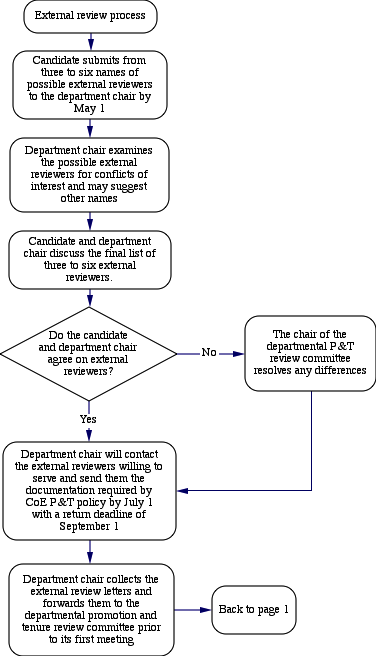 External review process
Candidate submits from
three to six names of
possible external reviewers
to the department chair by
May 1
Department chair examines
the possible external
reviewers for conflicts of
interest and may suggest
other names
Candidate and department
chair discuss the final list of
three to six external
reviewers.
Do the candidate
and department chair
agree on external
reviewers?
No
The chair of the
departmental P&T
review committee
resolves any differences
Yes
Department chair will contact
the external reviewers willing to
serve and send them the
documentation required by
CoE P&T policy by July 1
with a return deadline of
September 1
Department chair collects the
external review letters and
forwards them to the
departmental promotion and
tenure review committee prior
to its first meeting
Back to page 1